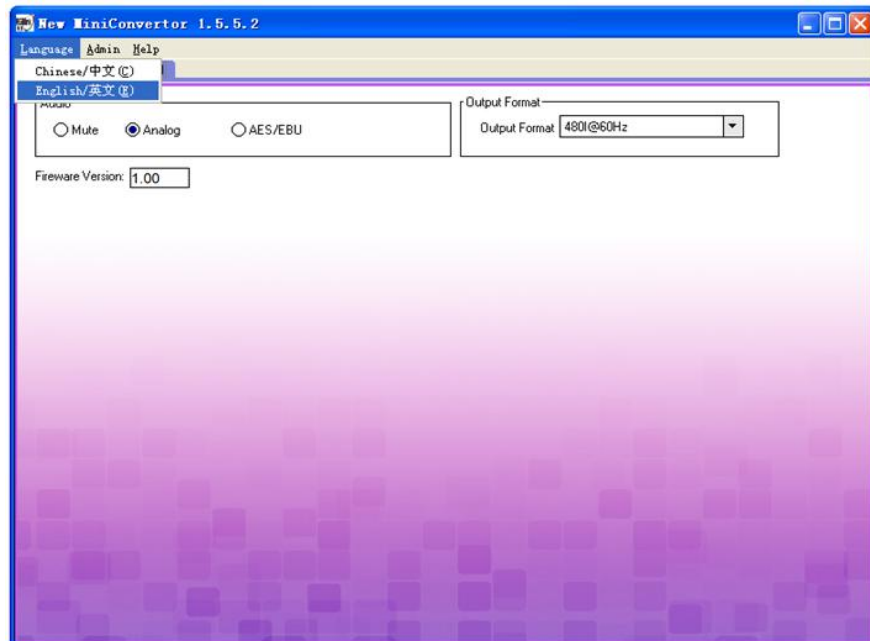 New MiniConvertor 1.5.5.2
Language Admin Help
Chinese/中文(C)
English/英文(E)
Audio
Mute Analog AES/EBU
Output Format
Output Format 480I@60Hz
Fireware Version: 1.00